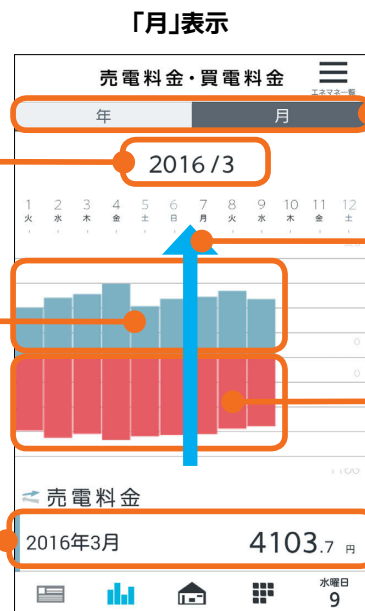 「月」表示
売電料金・買電料金
エネマネ一覧
年 月
2016/3
1 2 3 4 5 6 7 8 9 10 11 12
火 水 木 金 土 日 月 火 水 木 金 土
0
0
売電料金
2016年3月 4103.7 円
水曜日
9